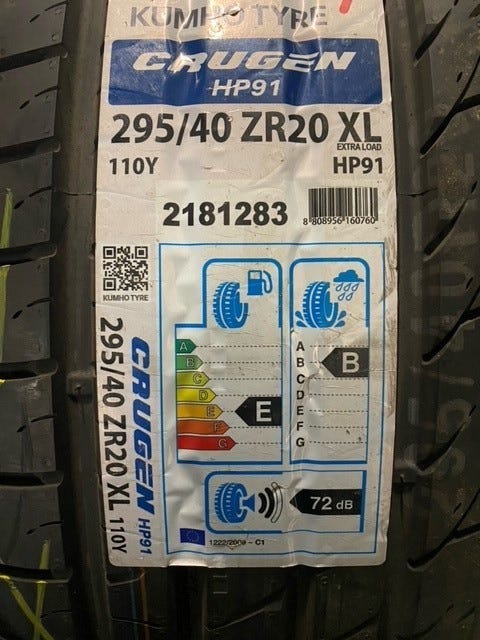 KUMHO TYRE
CRUGEN
HP91
295/40 ZR20 XL
EXTRA LOAD
110Y HP91
2181283
8 808956 160760
KUMHO TYRE
A
B
C
D
E
F
G
E
A
B
C
D
E
F
G
B
72 dB
1222/2009 - C1
CRUGEN HP91
295/40 ZR20 XL 110Y